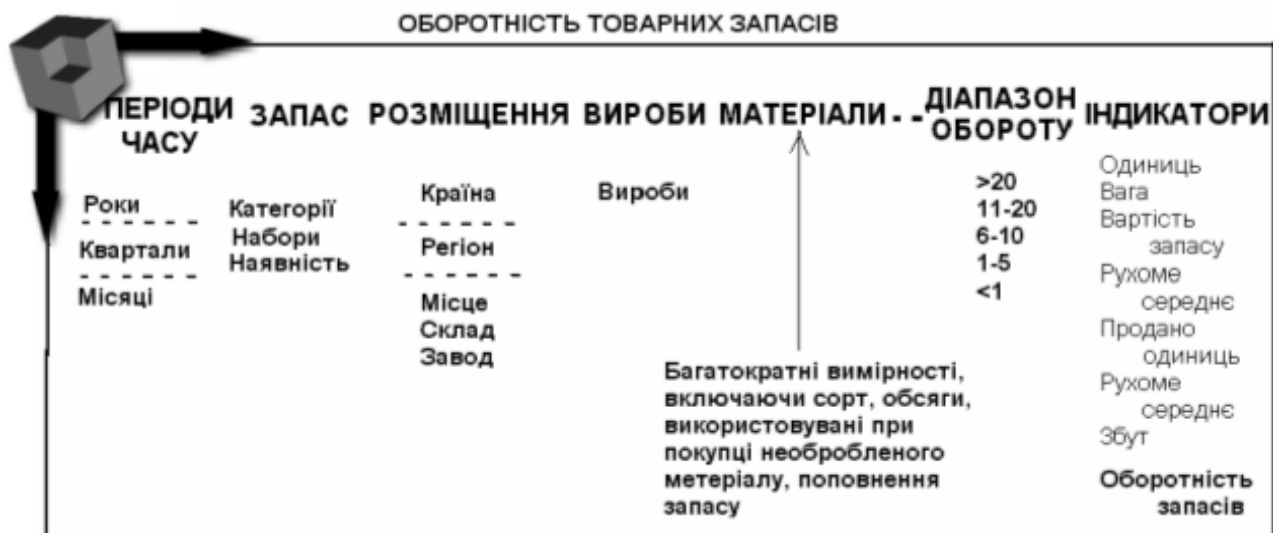 ОБОРОТНІСТЬ ТОВАРНИХ ЗАПАСІВ
ПЕРІОДИ
ЧАСУ
Роки
Квартали
Місяці
ЗАПАС
Категорії
Набори
Наявність
РОЗМІЩЕННЯ
Країна
Регіон
Місце
Склад
Завод
ВИРОБИ
Вироби
МАТЕРІАЛИ - -
Багатократні вимірності,
включаючи сорт, обсяги,
використовувані при
покупці необробленого
метеріалу, поповнення
запасу
ДІАПАЗОН
ОБОРОТУ
>20
11-20
6-10
1-5
<1
ІНДИКАТОРИ
Одиниць
Вага
Вартість
запасу
Рухоме
середнє
Продано
одиниць
Рухоме
середнє
Збут
Оборотність
запасів